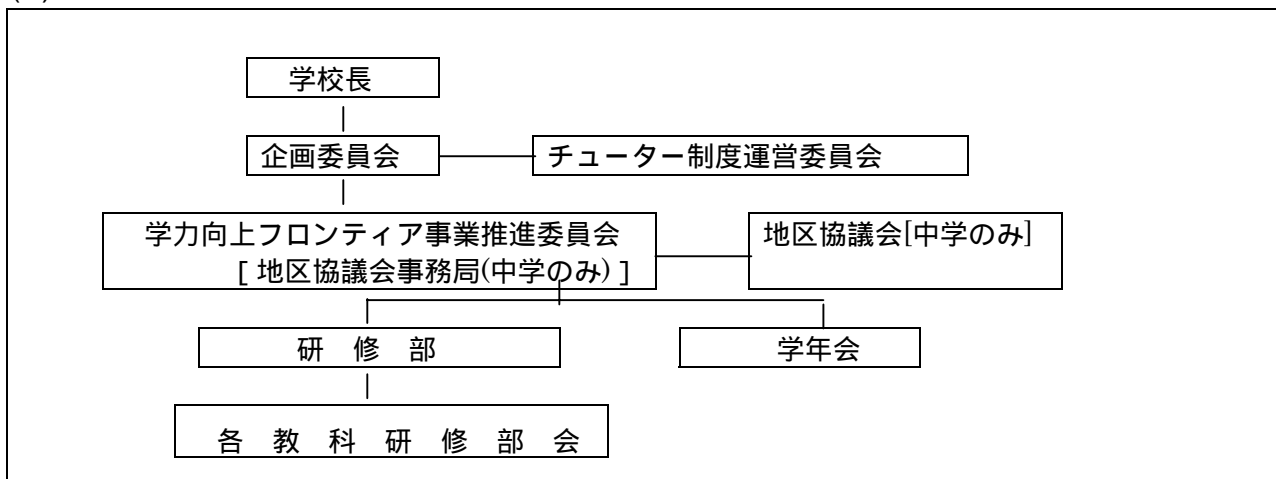 学校長
企画委員会 チューター制度運営委員会
学力向上フロンティア事業推進委員会 地区協議会[中学のみ]
[ 地区協議会事務局(中学のみ) ]
研 修 部 学年会
各 教 科 研 修 部 会